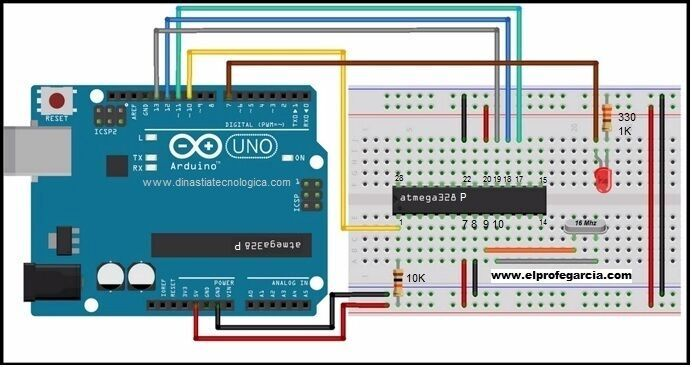 AREF
GND
13
12
~11
~10
~9
8
7
~6
~5
4
~3
2
TXD 1
RXD 0
RESET
ICSP2
DIGITAL (PWM~)
L
TX
RX
Arduino™
UNO
ON
www.dinastiatecnologica.com
ICSP
atmega328 P
IOREF
RESET
3V3
5V
GND
GND
VIN
POWER
ANALOG IN
A0
A1
A2
A3
A4
A5
330
1K
28
22
20
19
18
17
15
atmega328 P
1
7
8
9
10
14
16 Mhz
10K
www.elprofegarcia.com